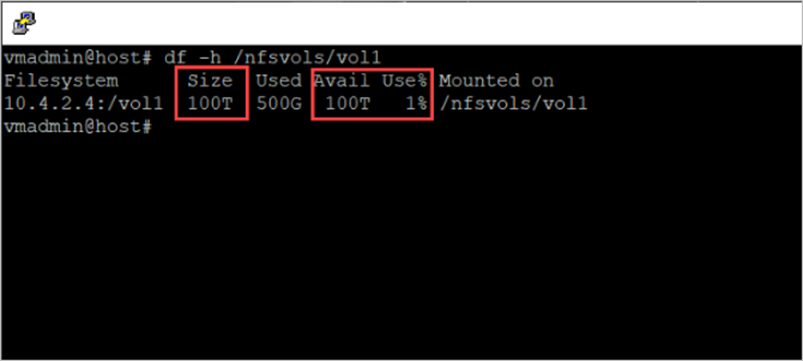 vmadmin@host# df -h /nfsvols/vol1
Filesystem Size Used Avail Use% Mounted on
10.4.2.4:/vol1 100T 500G 100T 1% /nfsvols/vol1
vmadmin@host#